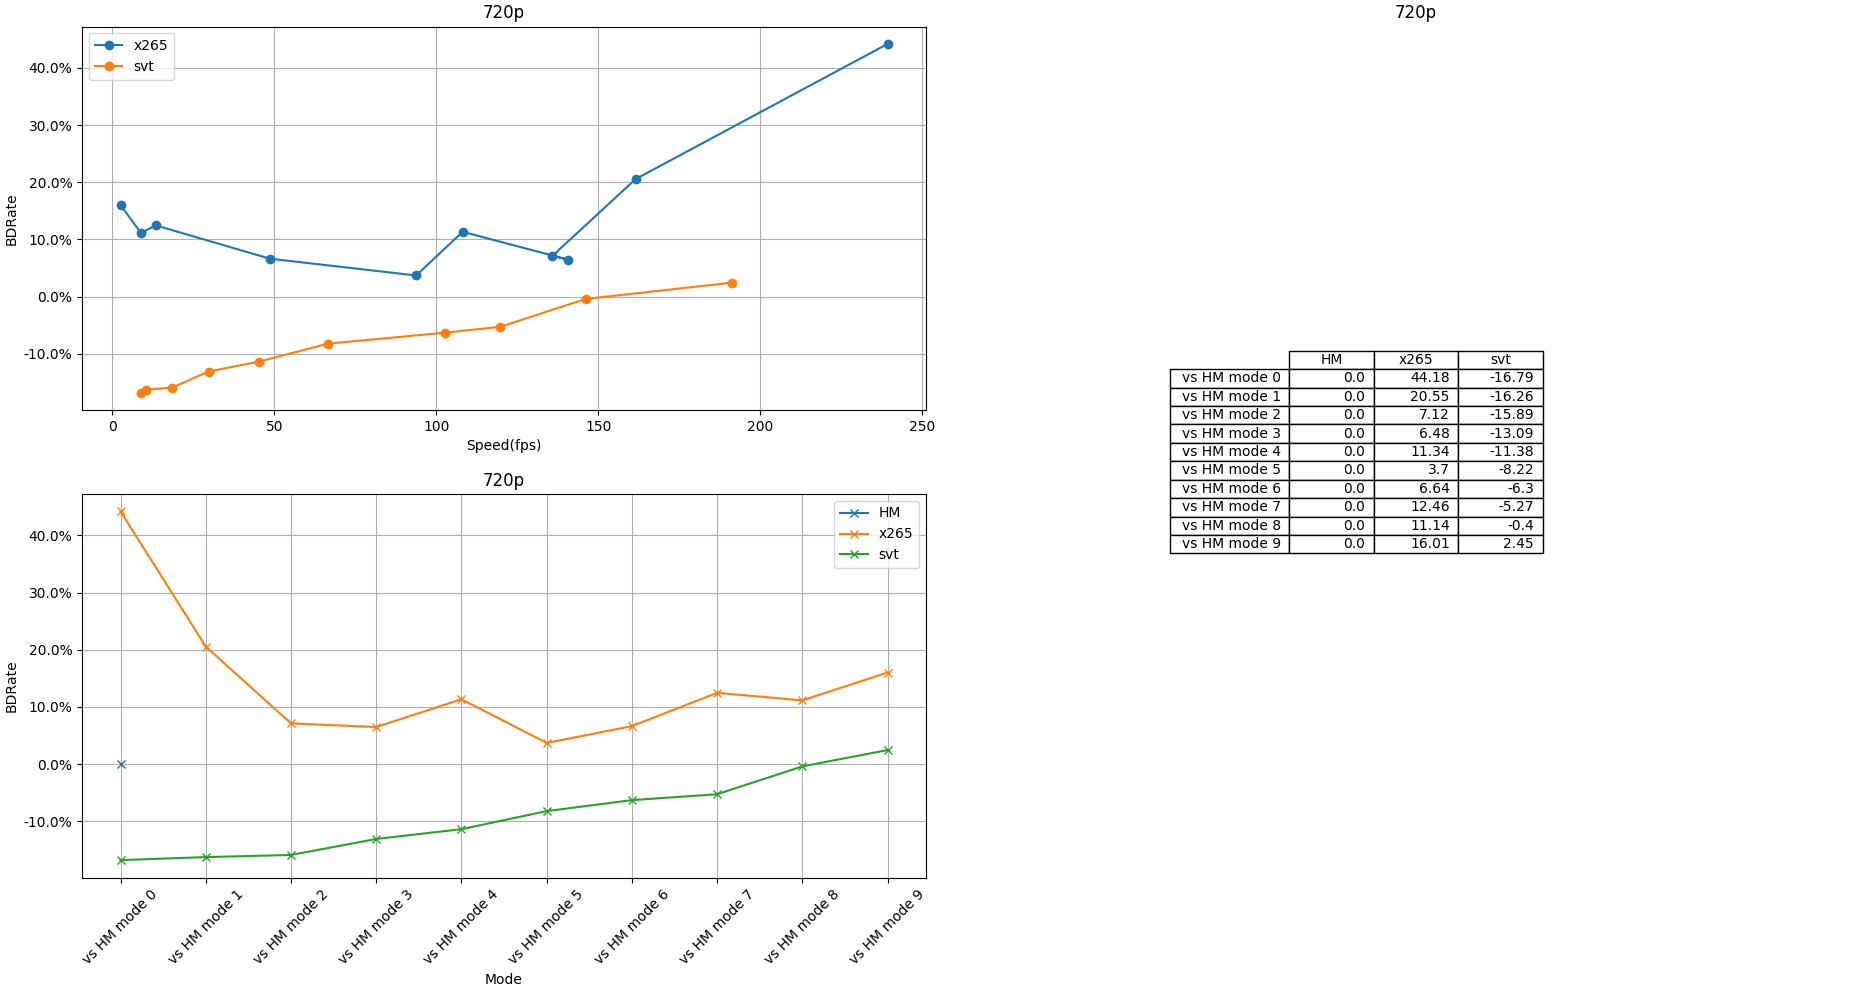 720p
x265
svt
40.0%
30.0%
20.0%
10.0%
0.0%
-10.0%
BDRate
0 50 100 150 200 250
Speed(fps)
720p
HM
x265
svt
40.0%
30.0%
20.0%
10.0%
0.0%
-10.0%
BDRate
vs HM mode 0
vs HM mode 1
vs HM mode 2
vs HM mode 3
vs HM mode 4
vs HM mode 5
vs HM mode 6
vs HM mode 7
vs HM mode 8
vs HM mode 9
Mode
720p
HM x265 svt
vs HM mode 0 0.0 44.18 -16.79
vs HM mode 1 0.0 20.55 -16.26
vs HM mode 2 0.0 7.12 -15.89
vs HM mode 3 0.0 6.48 -13.09
vs HM mode 4 0.0 11.34 -11.38
vs HM mode 5 0.0 3.7 -8.22
vs HM mode 6 0.0 6.64 -6.3
vs HM mode 7 0.0 12.46 -5.27
vs HM mode 8 0.0 11.14 -0.4
vs HM mode 9 0.0 16.01 2.45